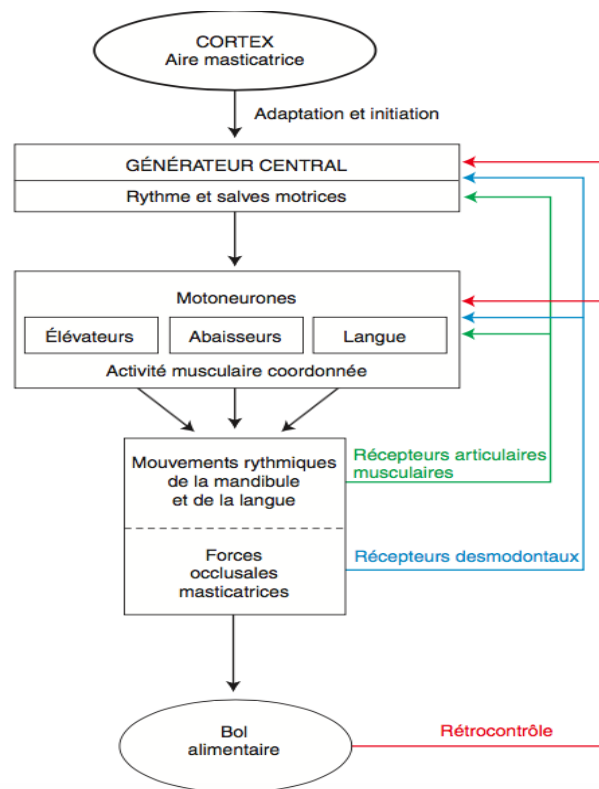 CORTEX
Aire masticatrice
Adaptation et initiation
GÉNÉRATEUR CENTRAL
Rythme et salves motrices
Motoneurones
Élévateurs
Abaisseurs
Langue
Activité musculaire coordonnée
Mouvements rythmiques
de la mandibule
et de la langue
Récepteurs articulaires
musculaires
Forces
occlusales
masticatrices
Récepteurs desmodontaux
Bol
alimentaire
Rétrocontrôle